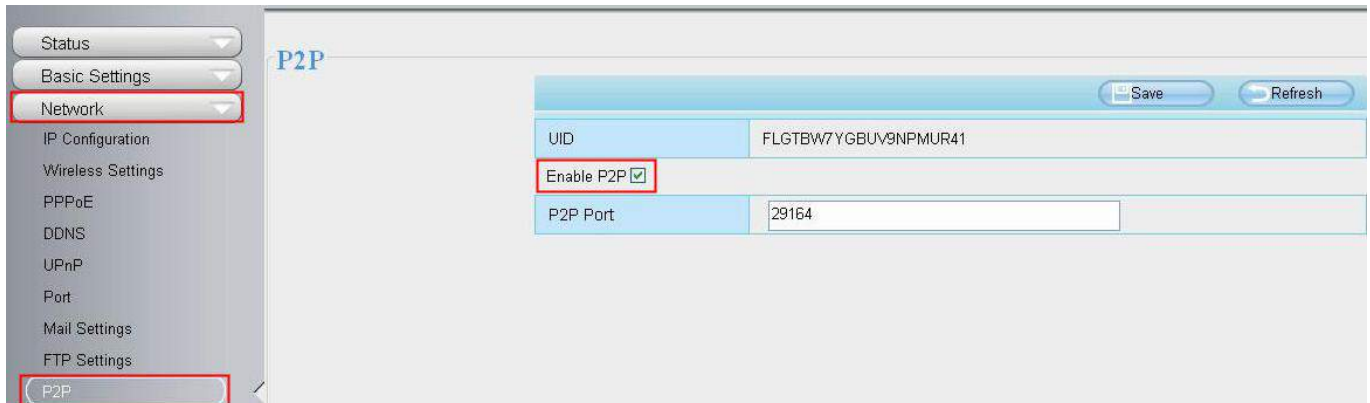 Status
Basic Settings
Network
IP Configuration
Wireless Settings
PPPoE
DDNS
UPnP
Port
Mail Settings
FTP Settings
P2P
P2P
Save Refresh
UID FLGTBW7YGBUV9NPMUR41
Enable P2P
P2P Port 29164